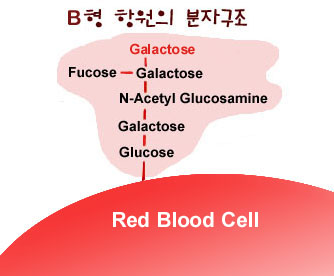 B형 항원의 분자구조
Galactose
Fucose Galactose
N-Acetyl Glucosamine
Galactose
Glucose
Red Blood Cell